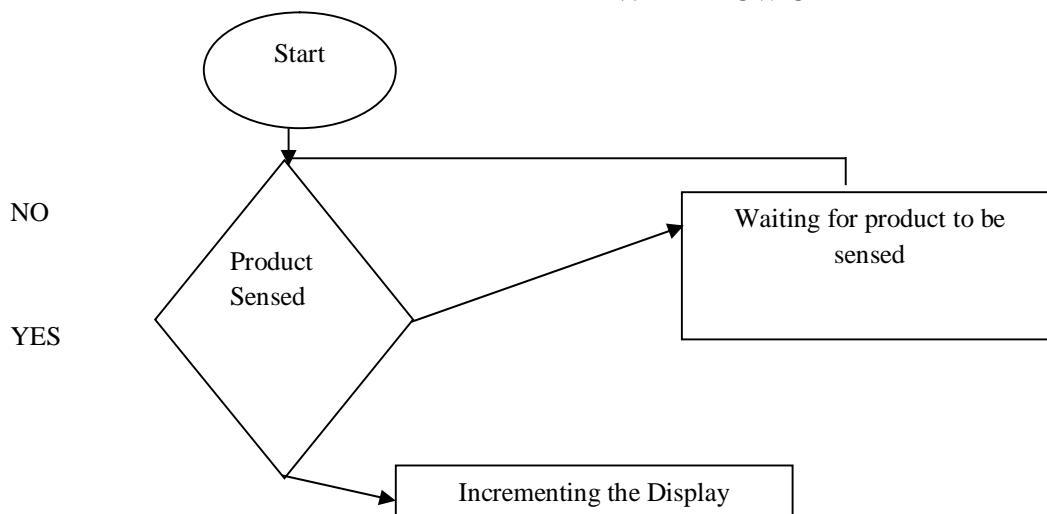 Start
NO
Waiting for product to be
sensed
Product
Sensed
YES
Incrementing the Display